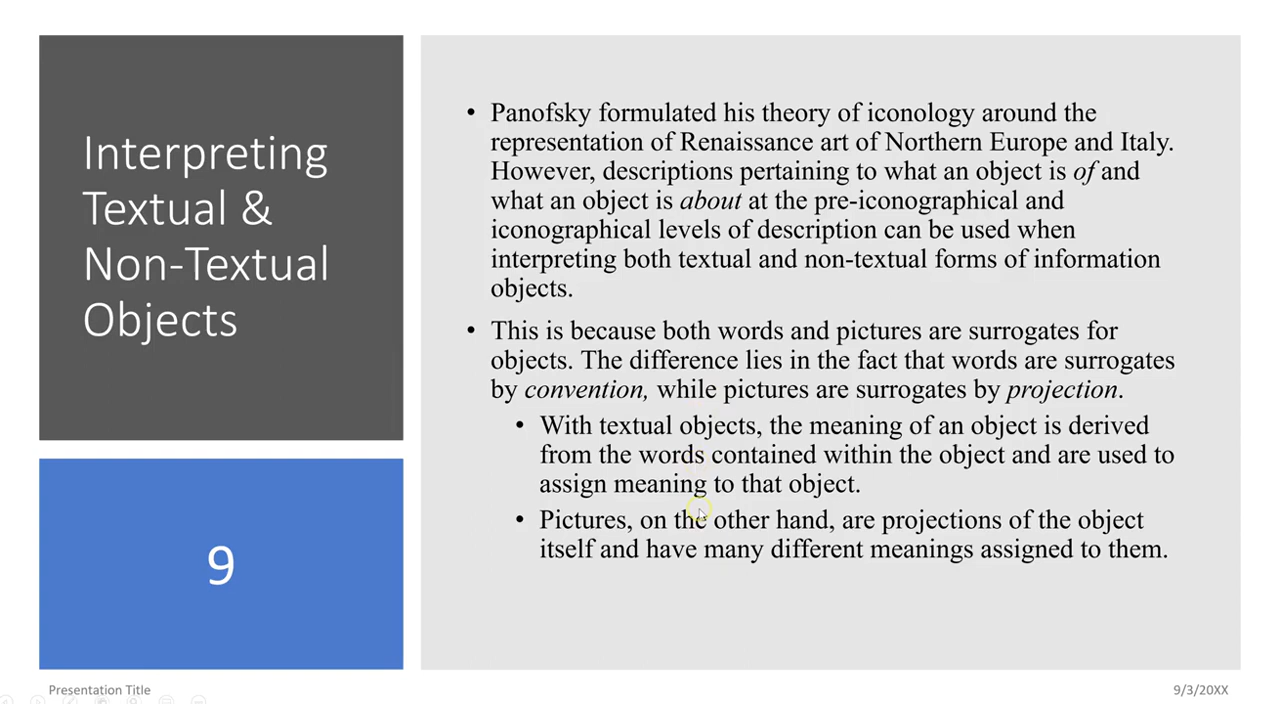 Interpreting
Textual &
Non-Textual
Objects
9
• Panofsky formulated his theory of iconology around the
representation of Renaissance art of Northern Europe and Italy.
However, descriptions pertaining to what an object is of and
what an object is about at the pre-iconographical and
iconographical levels of description can be used when
interpreting both textual and non-textual forms of information
objects.
• This is because both words and pictures are surrogates for
objects. The difference lies in the fact that words are surrogates
by convention, while pictures are surrogates by projection.
• With textual objects, the meaning of an object is derived
from the words contained within the object and are used to
assign meaning to that object.
• Pictures, on the other hand, are projections of the object
itself and have many different meanings assigned to them.
Presentation Title
9/3/20XX